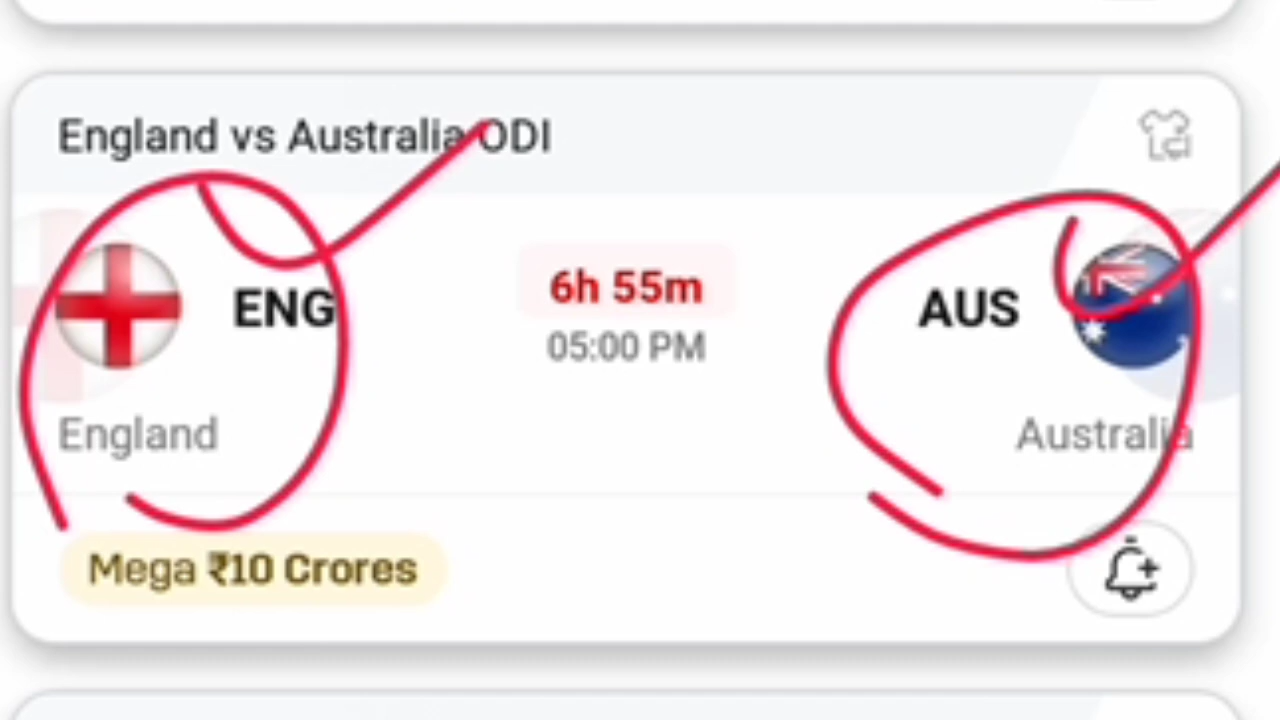 England vs Australia ODI
ENG
6h 55m
AUS
05:00 PM
England
Australia
Mega ₹10 Crores